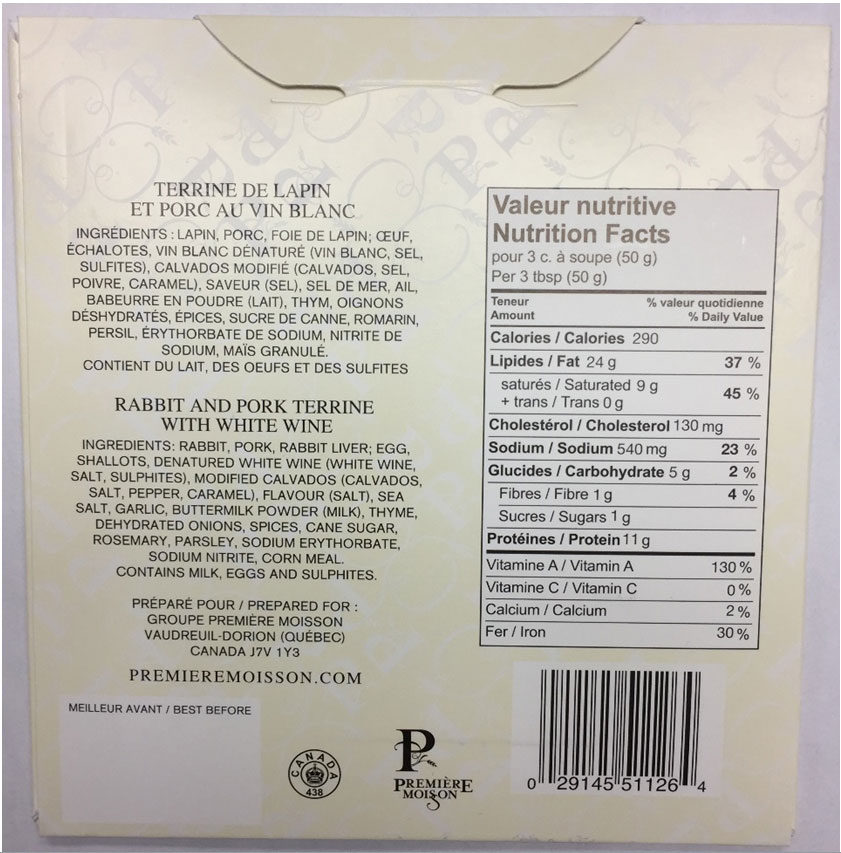 TERRINE DE LAPIN
ET PORC AU VIN BLANC
INGRÉDIENTS : LAPIN, PORC, FOIE DE LAPIN; ŒUF,
ÉCHALOTES, VIN BLANC DÉNATURÉ (VIN BLANC, SEL,
SULFITES), CALVADOS MODIFIÉ (CALVADOS, SEL,
POIVRE, CARAMEL), SAVEUR (SEL), SEL DE MER, AIL,
BABEURRE EN POUDRE (LAIT), THYM, OIGNONS
DÉSHYDRATÉS, ÉPICES, SUCRE DE CANNE, ROMARIN,
PERSIL, ÉRYTHORBATE DE SODIUM, NITRITE DE
SODIUM, MAÏS GRANULÉ.
CONTIENT DU LAIT, DES OEUFS ET DES SULFITES
RABBIT AND PORK TERRINE
WITH WHITE WINE
INGREDIENTS: RABBIT, PORK, RABBIT LIVER; EGG,
SHALLOTS, DENATURED WHITE WINE (WHITE WINE,
SALT, SULPHITES), MODIFIED CALVADOS (CALVADOS,
SALT, PEPPER, CARAMEL), FLAVOUR (SALT), SEA
SALT, GARLIC, BUTTERMILK POWDER (MILK), THYME,
DEHYDRATED ONIONS, SPICES, CANE SUGAR,
ROSEMARY, PARSLEY, SODIUM ERYTHORBATE,
SODIUM NITRITE, CORN MEAL.
CONTAINS MILK, EGGS AND SULPHITES.
PRÉPARÉ POUR / PREPARED FOR :
GROUPE PREMIÈRE MOISSON
VAUDREUIL-DORION (QUÉBEC)
CANADA J7V 1Y3
PREMIEREMOISSON.COM
MEILLEUR AVANT / BEST BEFORE
CANADA
438
P
PREMIÈRE
MOISSON
Valeur nutritive
Nutrition Facts
pour 3 c. à soupe (50 g)
Per 3 tbsp (50 g)
Teneur % valeur quotidienne
Amount % Daily Value
Calories / Calories 290
Lipides / Fat 24 g 37 %
saturés / Saturated 9 g
+ trans / Trans 0 g 45 %
Cholestérol / Cholesterol 130 mg
Sodium / Sodium 540 mg 23 %
Glucides / Carbohydrate 5 g 2 %
Fibres / Fibre 1 g 4 %
Sucres / Sugars 1 g
Protéines / Protein 11 g
Vitamine A / Vitamin A 130 %
Vitamine C / Vitamin C 0 %
Calcium / Calcium 2 %
Fer / Iron 30 %
0 29145 51126 4